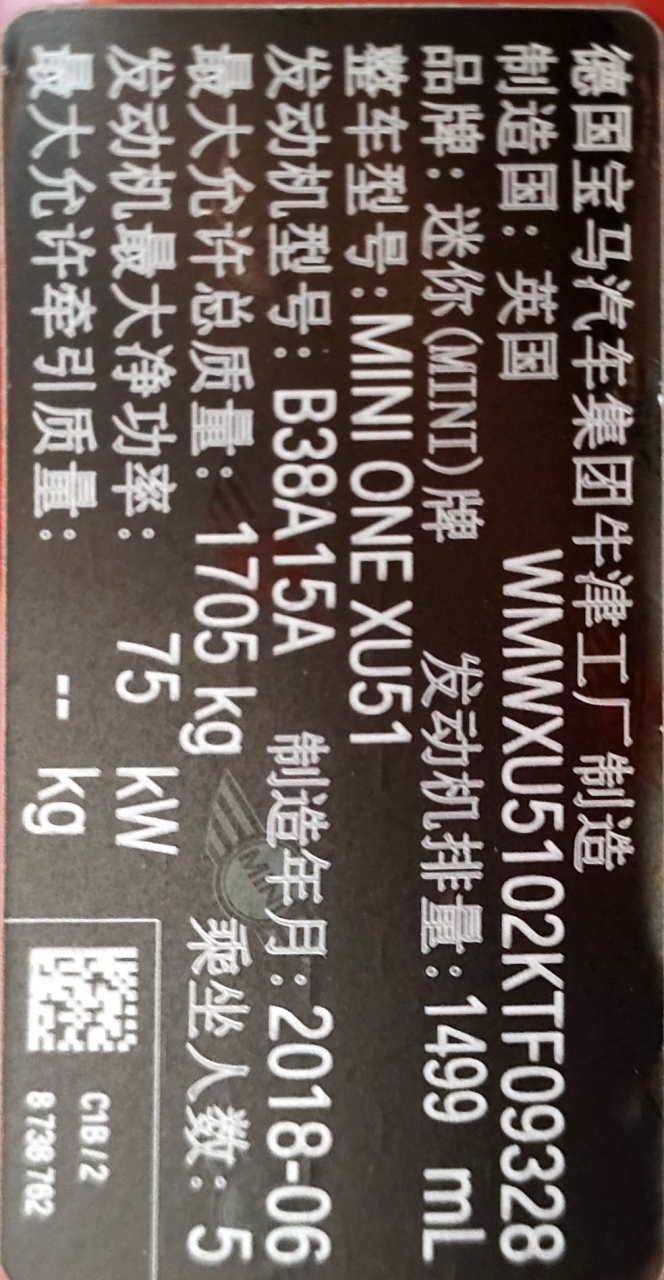 德国宝马汽车集团牛津工厂制造
制造国：英国 WMWXU5102KTF09328
品牌：迷你(MINI)牌 发动机排量：1499 mL
整车型号：MINI ONE XU51
发动机型号：B38A15A 制造年月：2018-06
最大允许总质量：1705 kg 乘坐人数：5
发动机最大净功率：75 kW
最大允许牵引质量：-- kg
MINI
C1B/2
8 738 762